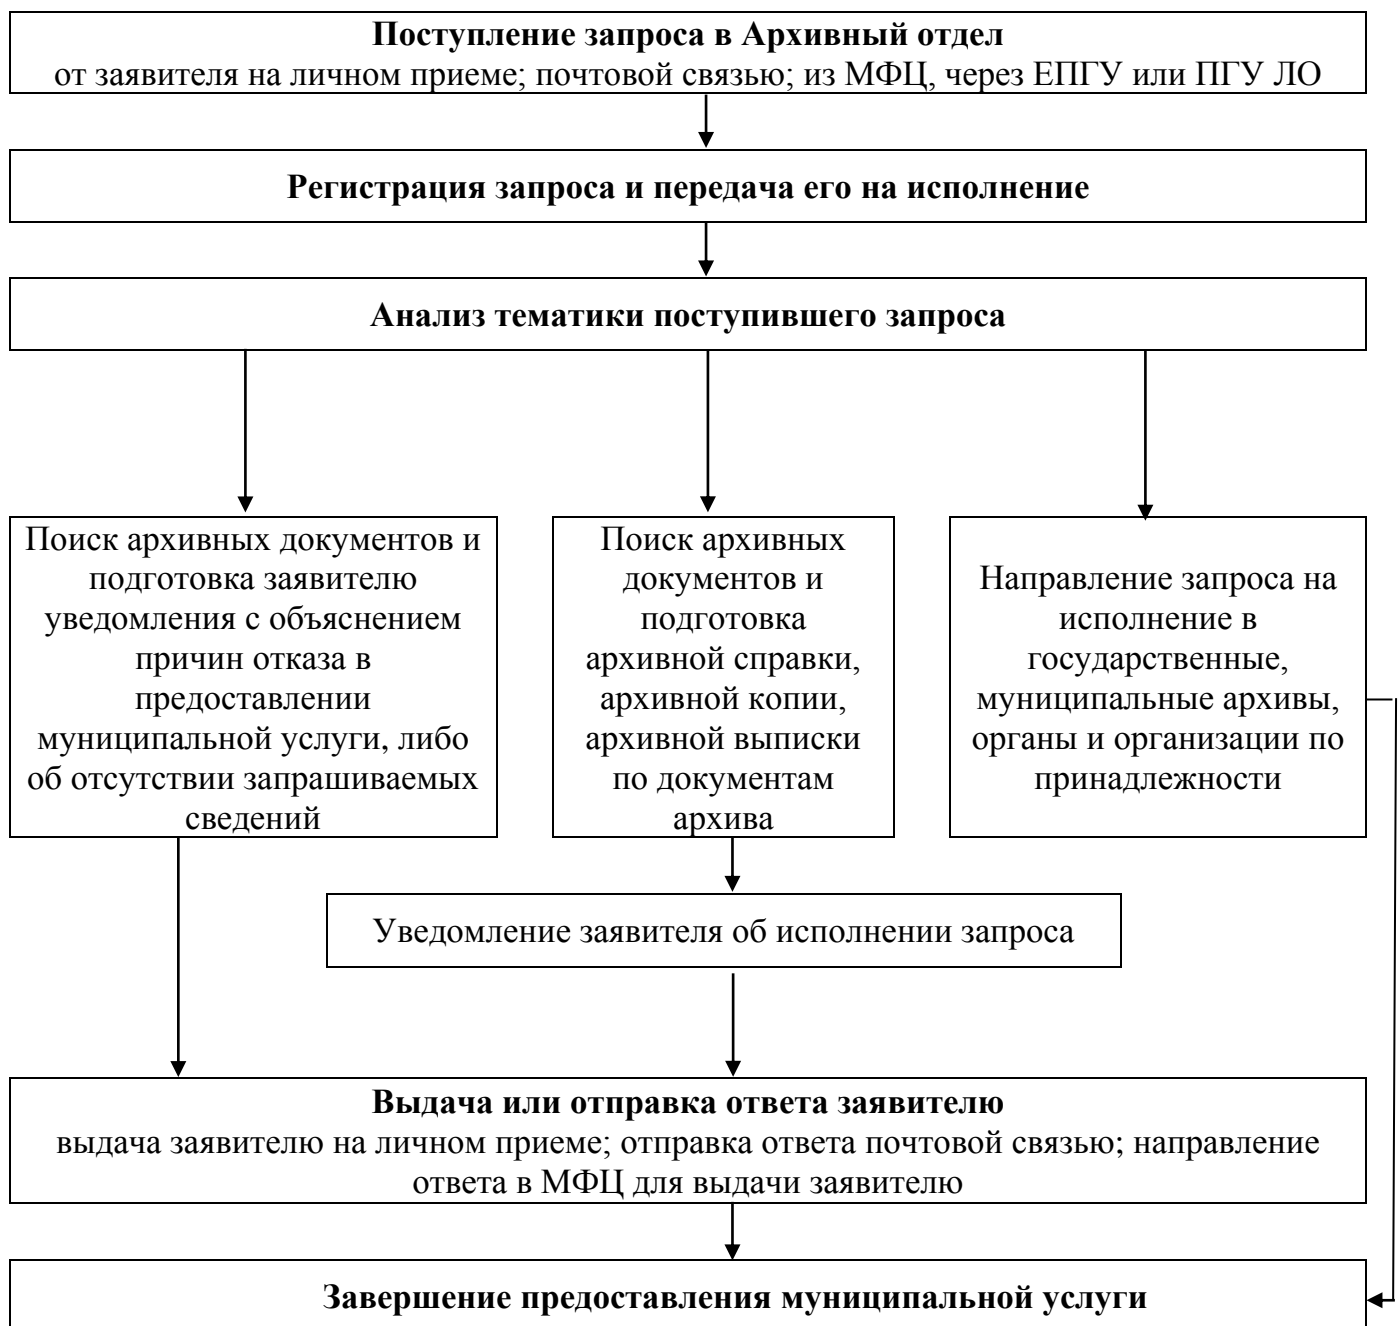 Поступление запроса в Архивный отдел
от заявителя на личном приеме; почтовой связью; из МФЦ, через ЕПГУ или ПГУ ЛО
Регистрация запроса и передача его на исполнение
Анализ тематики поступившего запроса
Поиск архивных документов и
подготовка заявителю
уведомления с объяснением
причин отказа в
предоставлении
муниципальной услуги, либо
об отсутствии запрашиваемых
сведений
Поиск архивных
документов и
подготовка
архивной справки,
архивной копии,
архивной выписки
по документам
архива
Направление запроса на
исполнение в
государственные,
муниципальные архивы,
органы и организации по
принадлежности
Уведомление заявителя об исполнении запроса
Выдача или отправка ответа заявителю
выдача заявителю на личном приеме; отправка ответа почтовой связью; направление
ответа в МФЦ для выдачи заявителю
Завершение предоставления муниципальной услуги